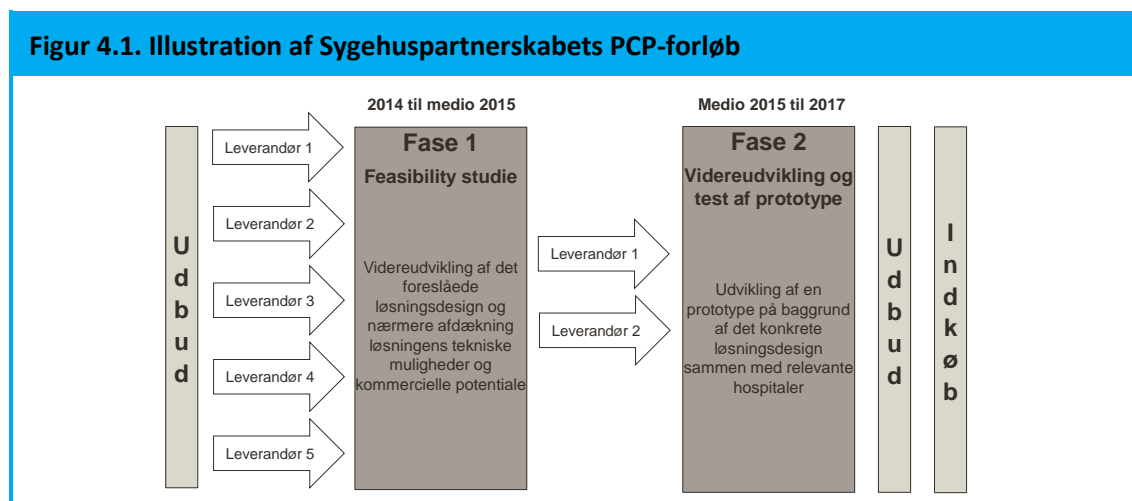 Figur 4.1. Illustration af Sygehuspartnerskabets PCP-forløb
Udbud
Leverandør 1
Leverandør 2
Leverandør 3
Leverandør 4
Leverandør 5
2014 til medio 2015
Fase 1
Feasibility studie
Videreudvikling af det
foreslåede
løsningsdesign og
nærmere afdækning
løsningens tekniske
muligheder og
kommercielle potentiale
Leverandør 1
Leverandør 2
Medio 2015 til 2017
Fase 2
Videreudvikling og
test af prototype
Udvikling af en
prototype på baggrund
af det konkrete
løsningsdesign
sammen med relevante
hospitaler
Udbud
Indkøb